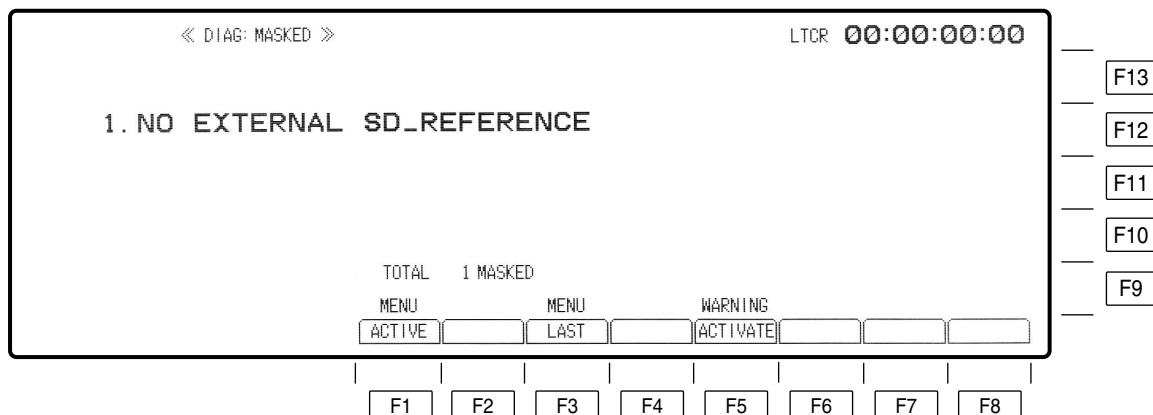 ≪ DIAG: MASKED ≫ LTCR 00:00:00:00
F13
1. NO EXTERNAL SD_REFERENCE
F12
F11
F10
TOTAL 1 MASKED
F9
MENU MENU WARNING
ACTIVE LAST ACTIVATE
F1 F2 F3 F4 F5 F6 F7 F8